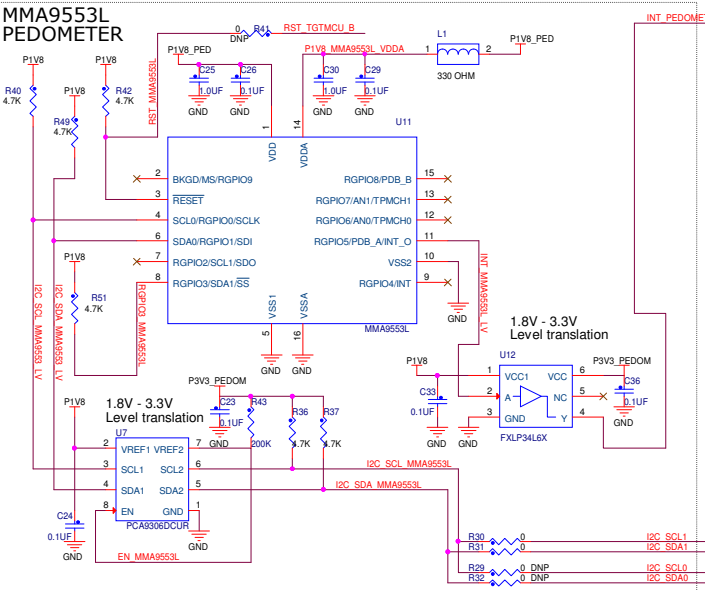 MMA9553L
PEDOMETER
0
R41
DNP
RST_TGTMCU_B
INT_PEDOME
P1V8
P1V8
P1V8_PED
P1V8_MMA9553L_VDDA
L1
1
2
P1V8_PED
330 OHM
R40
4.7K
P1V8
R42
4.7K
R49
4.7K
RST_MMA9553L
C25
1.0UF
C26
0.1UF
GND
GND
C30
1.0UF
C29
0.1UF
GND
GND
U11
1
14
VDD
VDDA
2
BKGD/MS/RGPIO9
RGPIO8/PDB_B
15
3
RESET
RGPIO7/AN1/TPMCH1
13
4
SCL0/RGPIO0/SCLK
RGPIO6/AN0/TPMCH0
12
6
SDA0/RGPIO1/SDI
RGPIO5/PDB_A/INT_O
11
7
RGPIO2/SCL1/SDO
VSS2
10
8
RGPIO3/SDA1/SS
RGPIO4/INT
9
VSS1
VSSA
MMA9553L
5
16
GND
GND
GND
P1V8
R51
4.7K
I2C_SCL_MMA9553_LV
I2C_SDA_MMA9553_LV
RGPIO3_MMA9553L
INT_MMA9553L_LV
1.8V - 3.3V
Level translation
U12
P1V8
1
VCC1
VCC
6
P3V3_PEDOM
2
A
NC
5
3
GND
Y
4
FXLP34L6X
C33
0.1UF
GND
GND
C36
0.1UF
GND
P3V3_PEDOM
1.8V - 3.3V
Level translation
C23
0.1UF
GND
R43
200K
R36
4.7K
R37
4.7K
P1V8
U7
2
VREF1
VREF2
7
3
SCL1
SCL2
6
4
SDA1
SDA2
5
8
EN
GND
1
PCA9306DCUR
GND
C24
0.1UF
GND
EN_MMA9553L
I2C_SCL_MMA9553L
I2C_SDA_MMA9553L
R30
0
I2C_SCL1
R31
0
I2C_SDA1
R29
0 DNP
I2C_SCL0
R32
0 DNP
I2C_SDA0